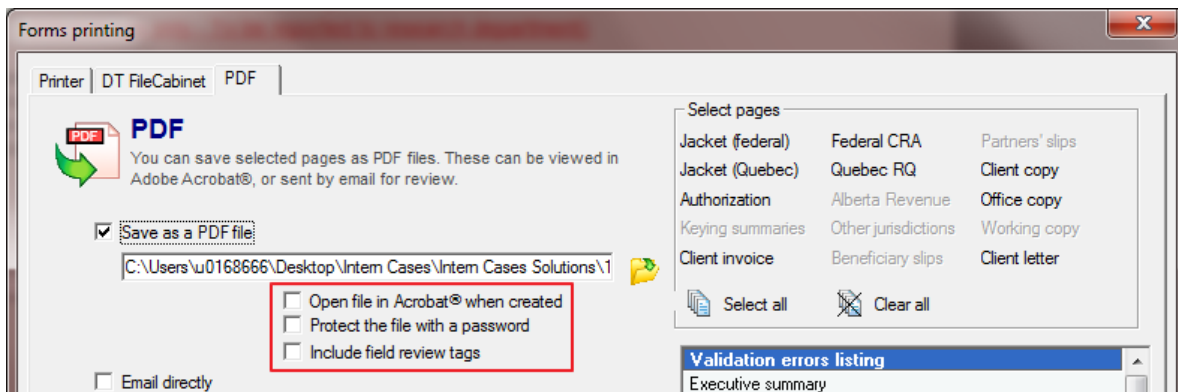 Forms printing
Printer
DT FileCabinet
PDF
PDF
PDF
You can save selected pages as PDF files. These can be viewed in
Adobe Acrobat®, or sent by email for review.
Save as a PDF file
C:\Users\u0168666\Desktop\Intern Cases\Intern Cases Solutions\1
Open file in Acrobat® when created
Protect the file with a password
Include field review tags
Email directly
Select pages
Jacket (federal) Federal CRA Partners' slips
Jacket (Quebec) Quebec RQ Client copy
Authorization Alberta Revenue Office copy
Keying summaries Other jurisdictions Working copy
Client invoice Beneficiary slips Client letter
Select all Clear all
Validation errors listing
Executive summary